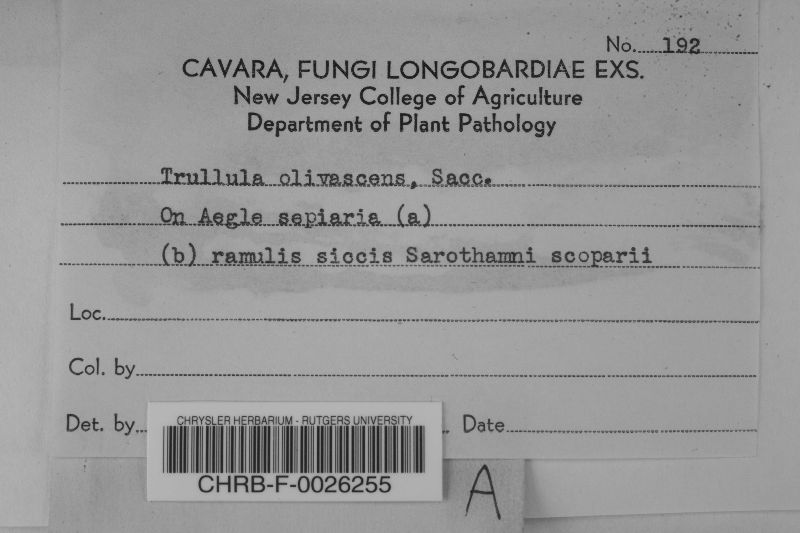 No. 192
CAVARA, FUNGI LONGOBARDIAE EXS.
New Jersey College of Agriculture
Department of Plant Pathology
Trullula olivascens, Sacc.
On Aegle sepiaria (a)
(b) ramulis siccis Sarothamni scoparii
Loc.
Col. by
Det. by Date
CHRYSLER HERBARIUM - RUTGERS UNIVERSITY
CHRB-F-0026255
A